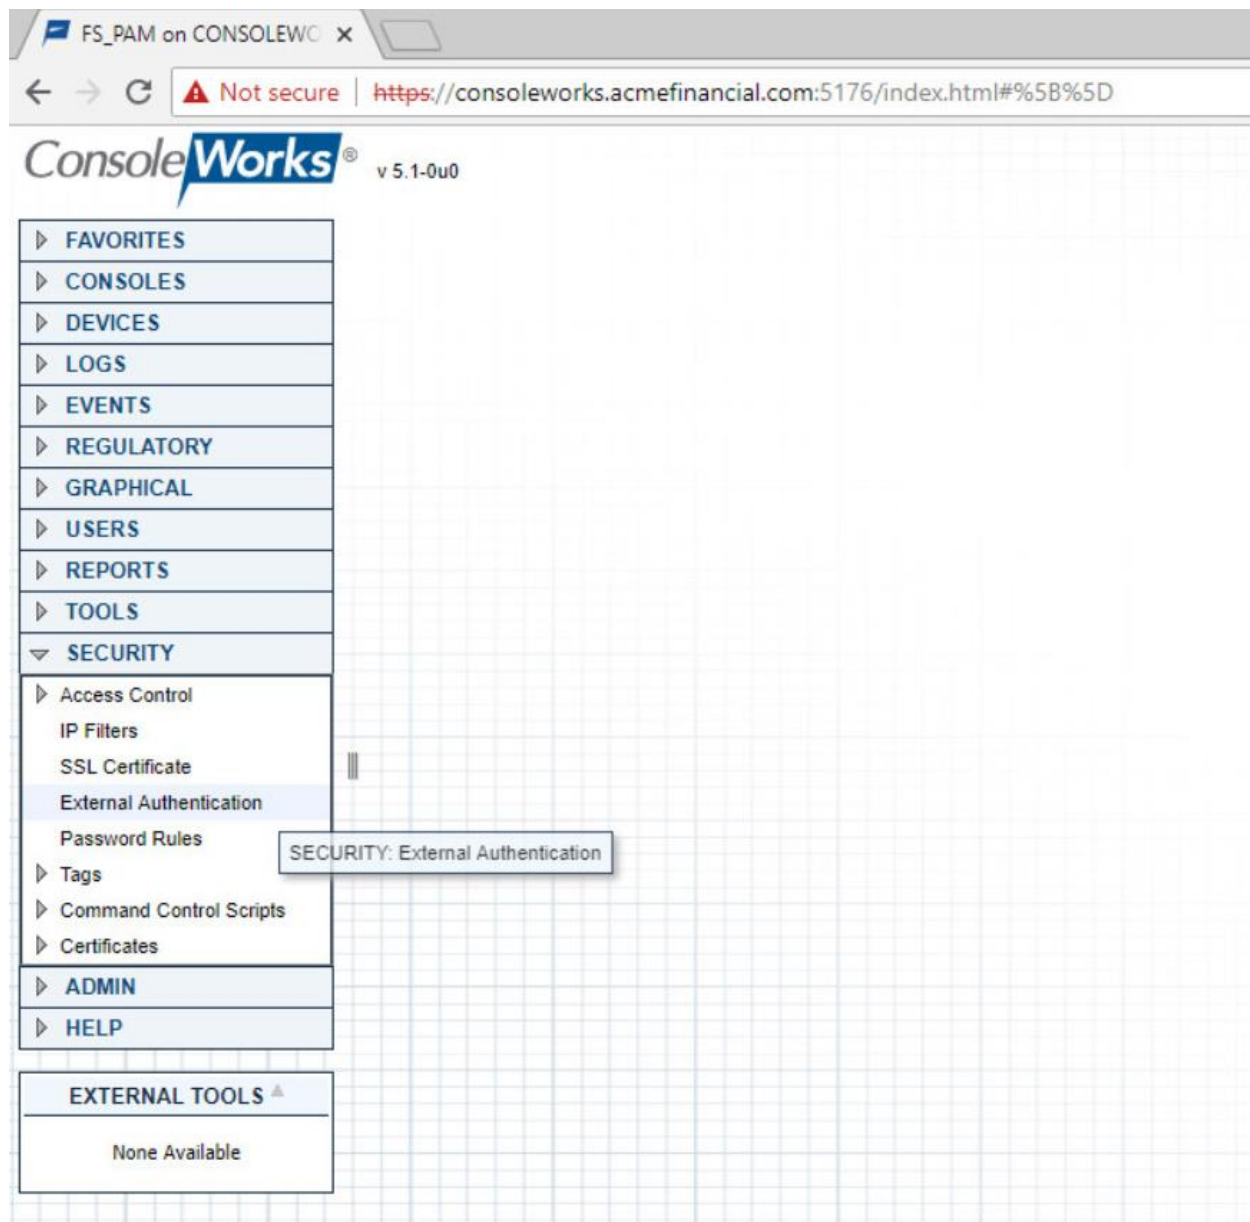 FS_PAM on CONSOLEWO
Not secure | https://consoleworks.acmefinancial.com:5176/index.html#%5B%5D
ConsoleWorks® v 5.1-0u0
FAVORITES
CONSOLES
DEVICES
LOGS
EVENTS
REGULATORY
GRAPHICAL
USERS
REPORTS
TOOLS
SECURITY
Access Control
IP Filters
SSL Certificate
External Authentication
Password Rules
SECURITY: External Authentication
Tags
Command Control Scripts
Certificates
ADMIN
HELP
EXTERNAL TOOLS
None Available